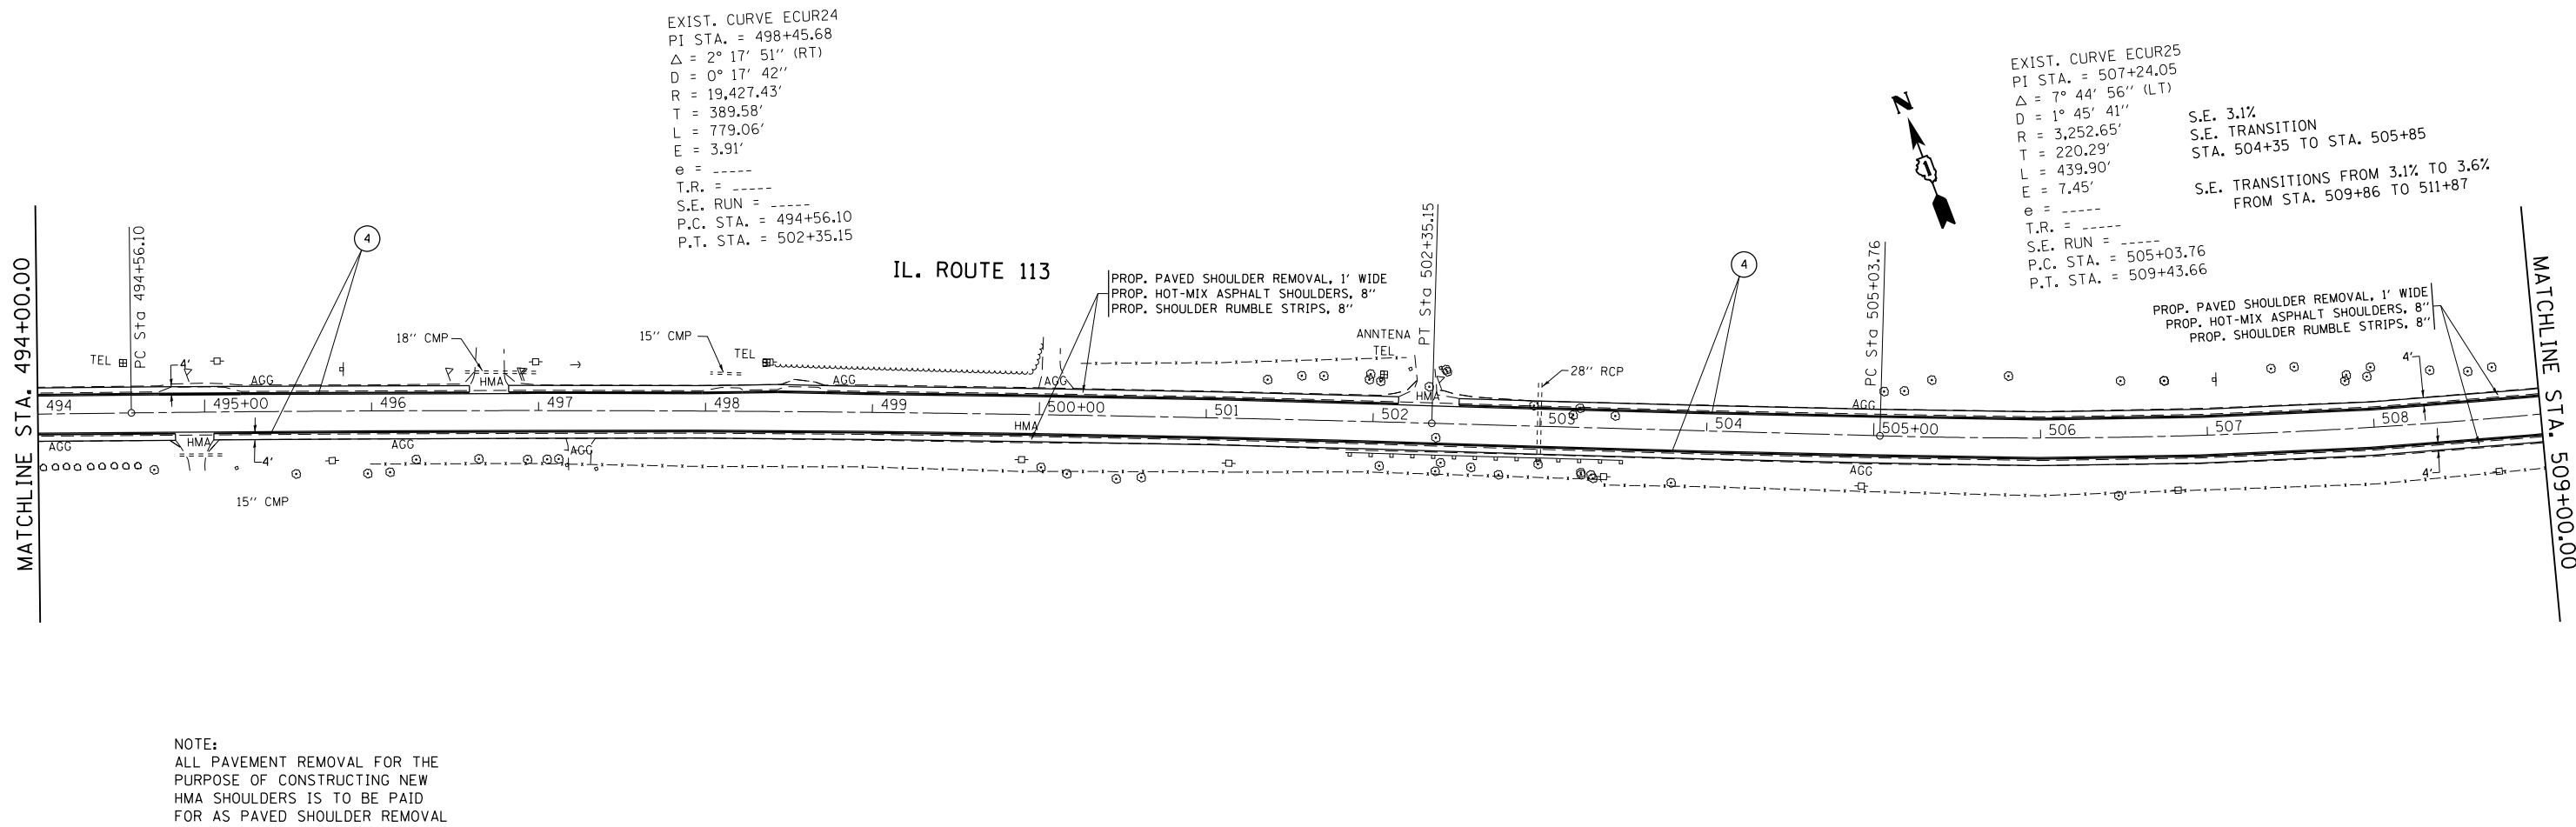 EXIST. CURVE ECUR24
PI STA. = 498+45.68
Δ = 2° 17' 51'' (RT)
D = 0° 17' 42''
R = 19,427.43'
T = 389.58'
L = 779.06'
E = 3.91'
e = -----
T.R. = -----
S.E. RUN = -----
P.C. STA. = 494+56.10
P.T. STA. = 502+35.15
EXIST. CURVE ECUR25
PI STA. = 507+24.05
Δ = 7° 44' 56'' (LT)
D = 1° 45' 41''
R = 3,252.65'
T = 220.29'
L = 439.90'
E = 7.45'
e = -----
T.R. = -----
S.E. RUN = -----
P.C. STA. = 505+03.76
P.T. STA. = 509+43.66
S.E. 3.1%
S.E. TRANSITION
STA. 504+35 TO STA. 505+85
S.E. TRANSITIONS FROM 3.1% TO 3.6%
FROM STA. 509+86 TO 511+87
N
MATCHLINE STA. 494+00.00
PC Sta 494+56.10
4
IL. ROUTE 113
PROP. PAVED SHOULDER REMOVAL, 1' WIDE
PROP. HOT-MIX ASPHALT SHOULDERS, 8''
PROP. SHOULDER RUMBLE STRIPS, 8''
PT Sta 502+35.15
4
PC Sta 505+03.76
PROP. PAVED SHOULDER REMOVAL, 1' WIDE
PROP. HOT-MIX ASPHALT SHOULDERS, 8''
PROP. SHOULDER RUMBLE STRIPS, 8''
MATCHLINE STA. 509+00.00
TEL
4'
18'' CMP
15'' CMP
TEL
ANNTENA
TEL
28'' RCP
4'
AGG
HMA
AGG
AGG
HMA
AGG
494
495+00
496
497
498
499
500+00
501
502
503
504
505+00
506
507
508
AGG
HMA
4'
AGG
AGG
HMA
AGG
4'
15'' CMP
NOTE:
ALL PAVEMENT REMOVAL FOR THE
PURPOSE OF CONSTRUCTING NEW
HMA SHOULDERS IS TO BE PAID
FOR AS PAVED SHOULDER REMOVAL